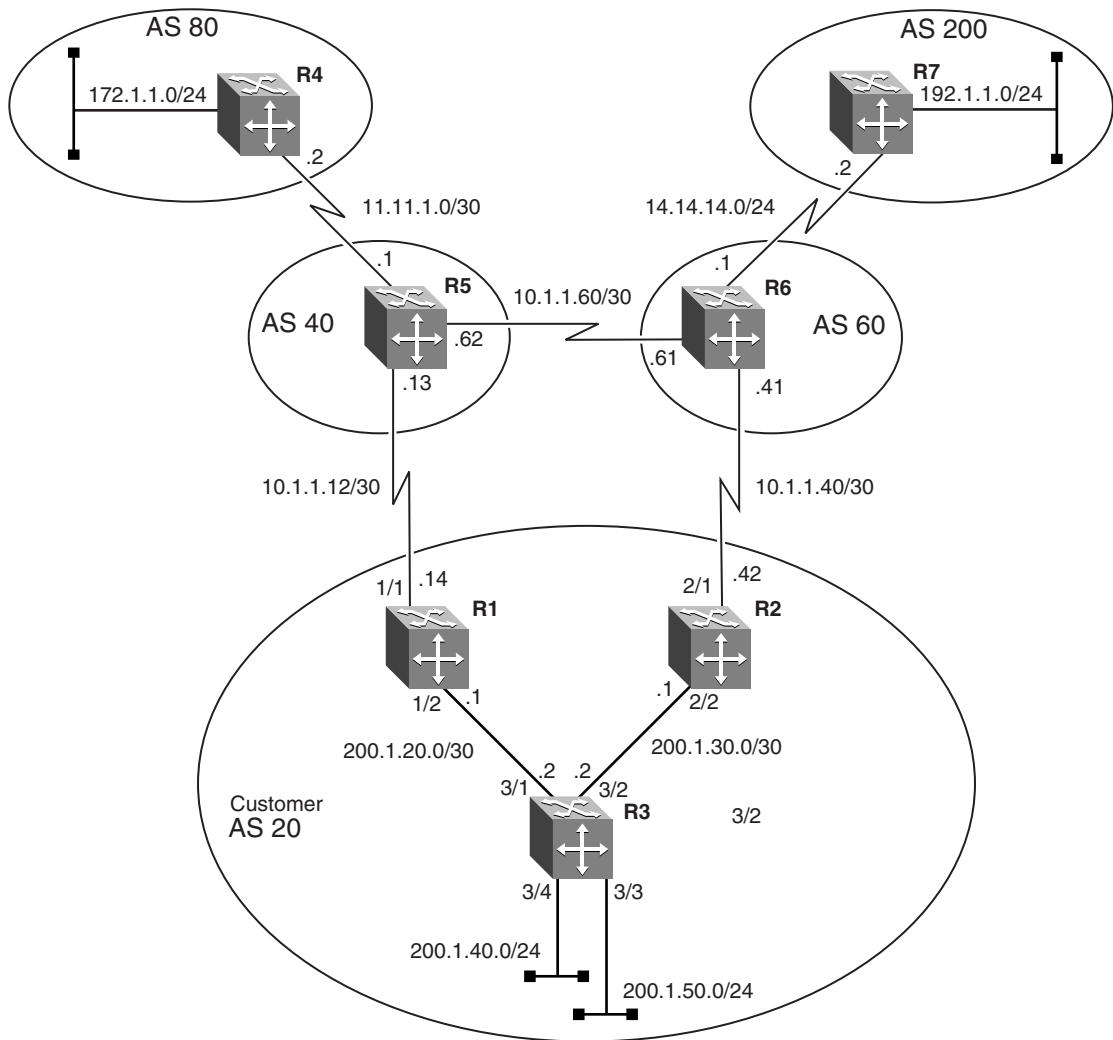 AS 80
R4
172.1.1.0/24
.2
AS 200
R7
192.1.1.0/24
.2
11.11.1.0/30
14.14.14.0/24
.1
R5
AS 40
.62
.13
10.1.1.60/30
.1
R6
AS 60
.61
.41
10.1.1.12/30
10.1.1.40/30
1/1
.14
R1
2/1
.42
R2
1/2
.1
.1
2/2
200.1.20.0/30
200.1.30.0/30
.2
.2
3/1
3/2
R3
Customer
AS 20
3/2
3/4
3/3
200.1.40.0/24
200.1.50.0/24